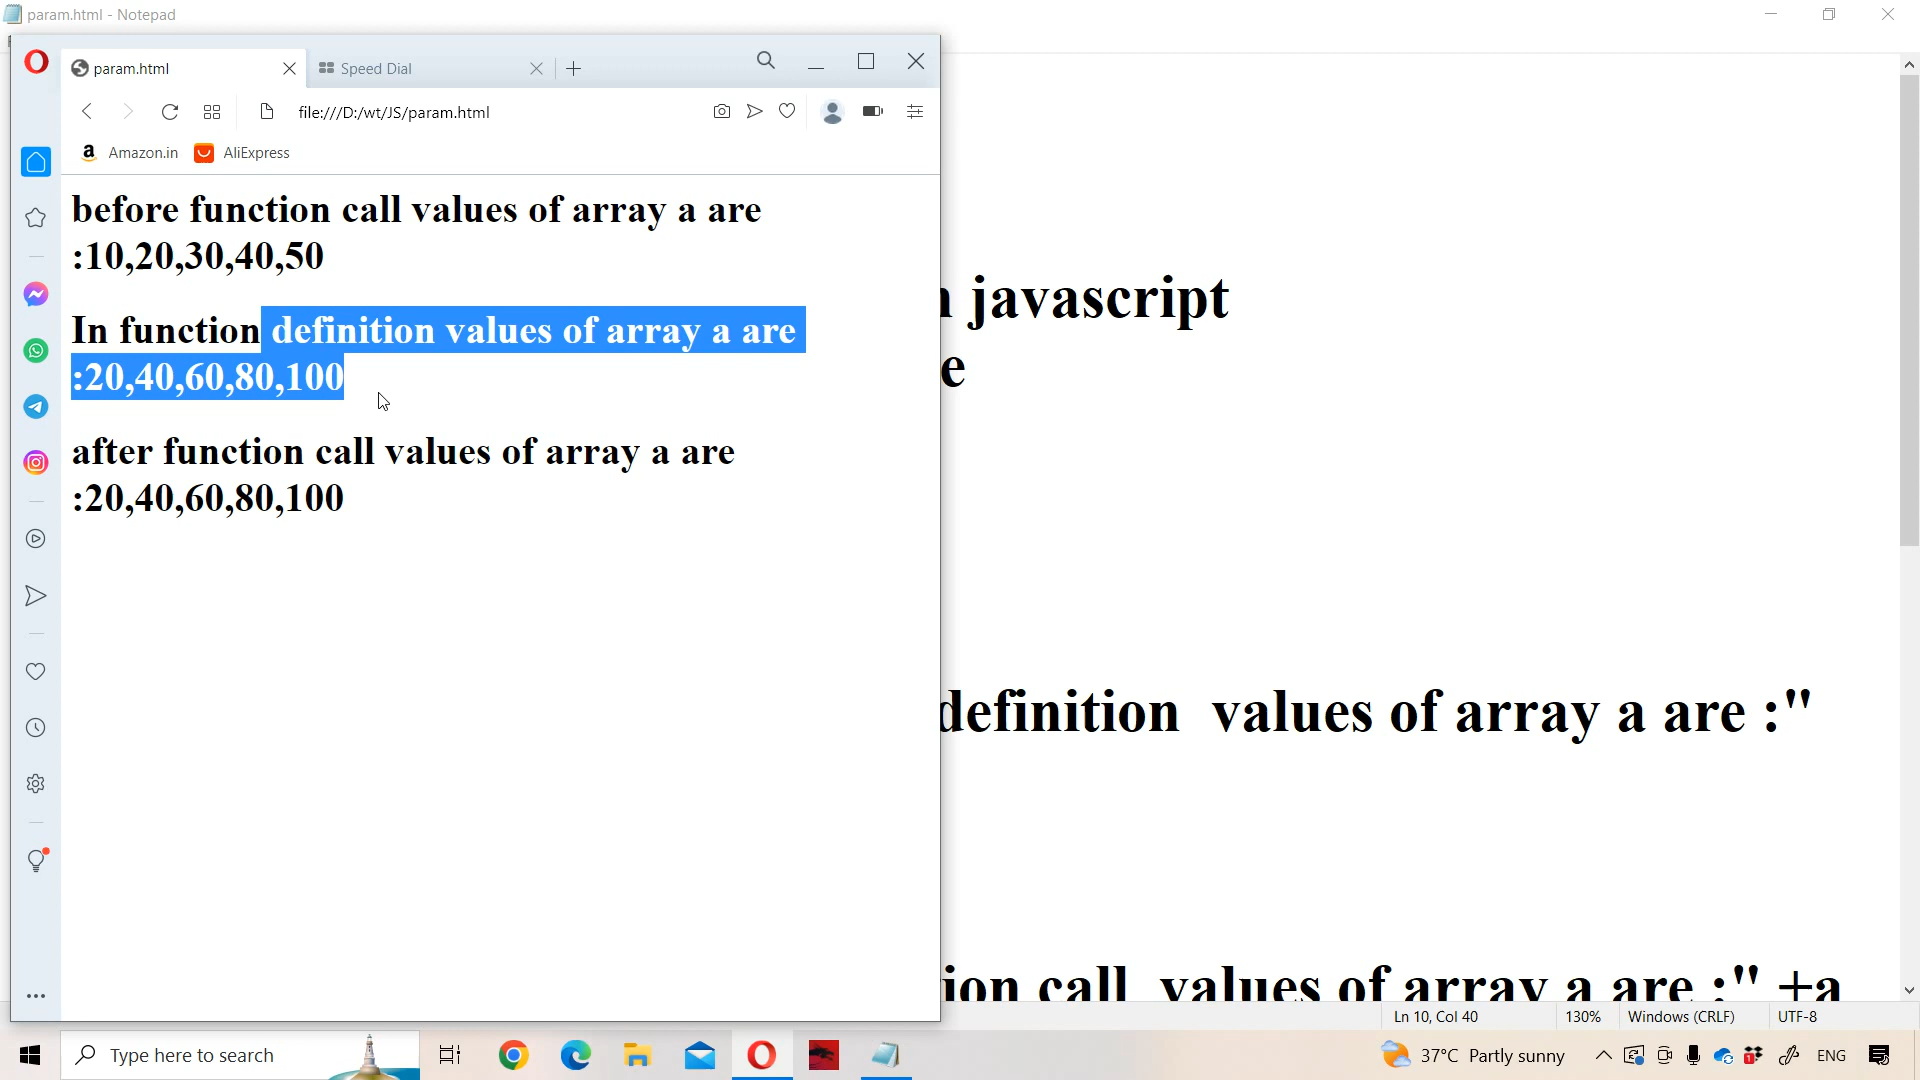 param.html - Notepad
param.html
Speed Dial
file:///D:/wt/JS/param.html
Amazon.in
AliExpress
before function call values of array a are
:10,20,30,40,50
In function definition values of array a are
:20,40,60,80,100
after function call values of array a are
:20,40,60,80,100
javascript
e
definition values of array a are :"
ion call values of array a are :" +a
Ln 10, Col 40
130%
Windows (CRLF)
UTF-8
Type here to search
37°C Partly sunny
ENG